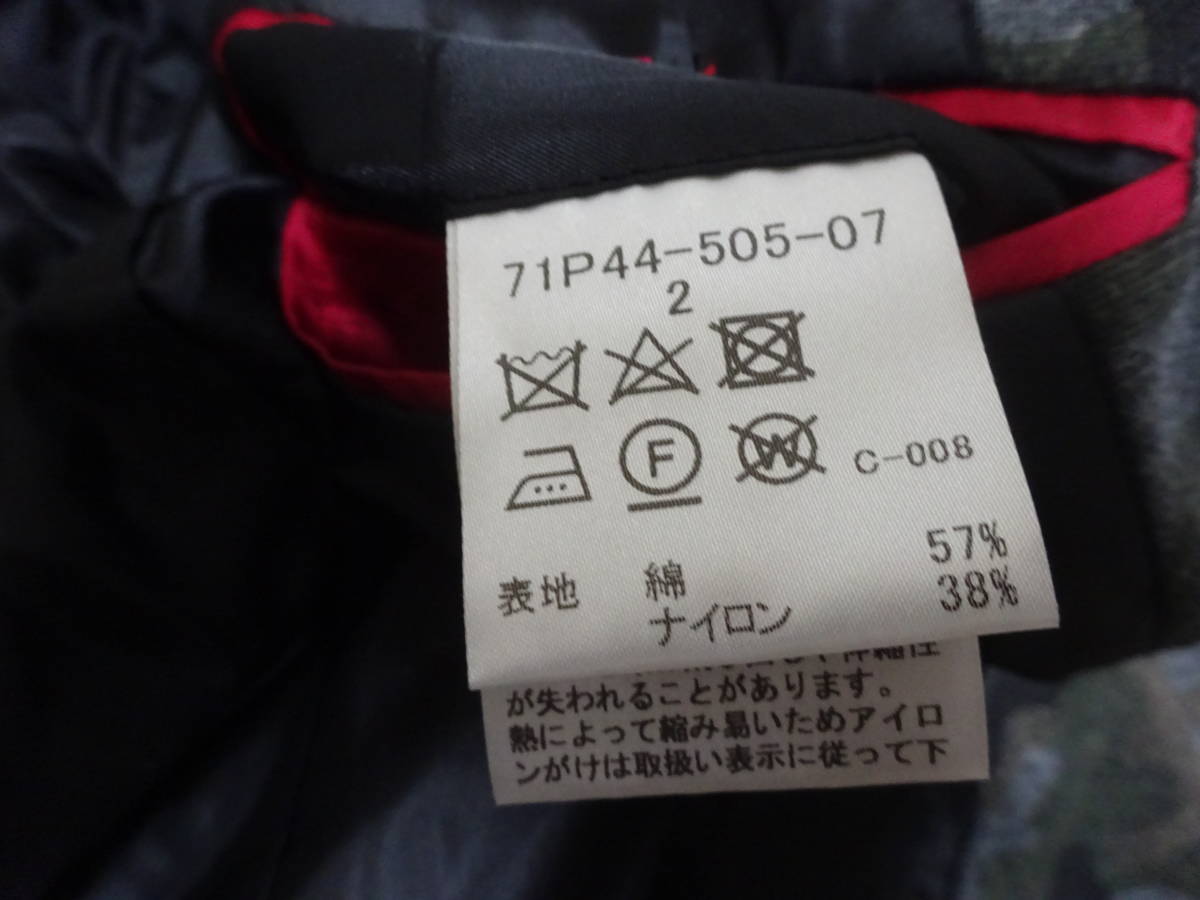 71P44-505-07
2
F
W
C-008
表地 綿 57%
ナイロン 38%
が失われることがあります。
熱によって縮み易いためアイロ
ンがけは取扱い表示に従って下